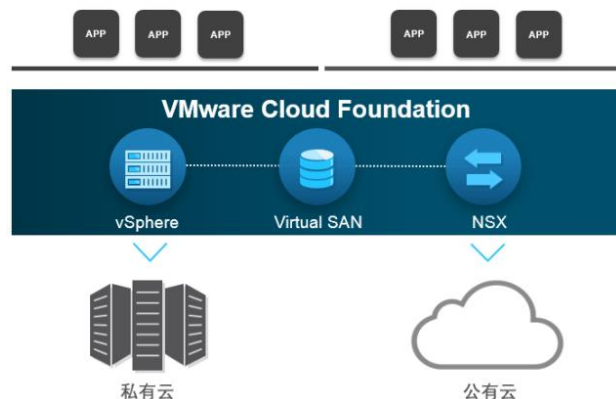 APP APP APP APP APP APP
VMware Cloud Foundation
vSphere Virtual SAN NSX
私有云 公有云